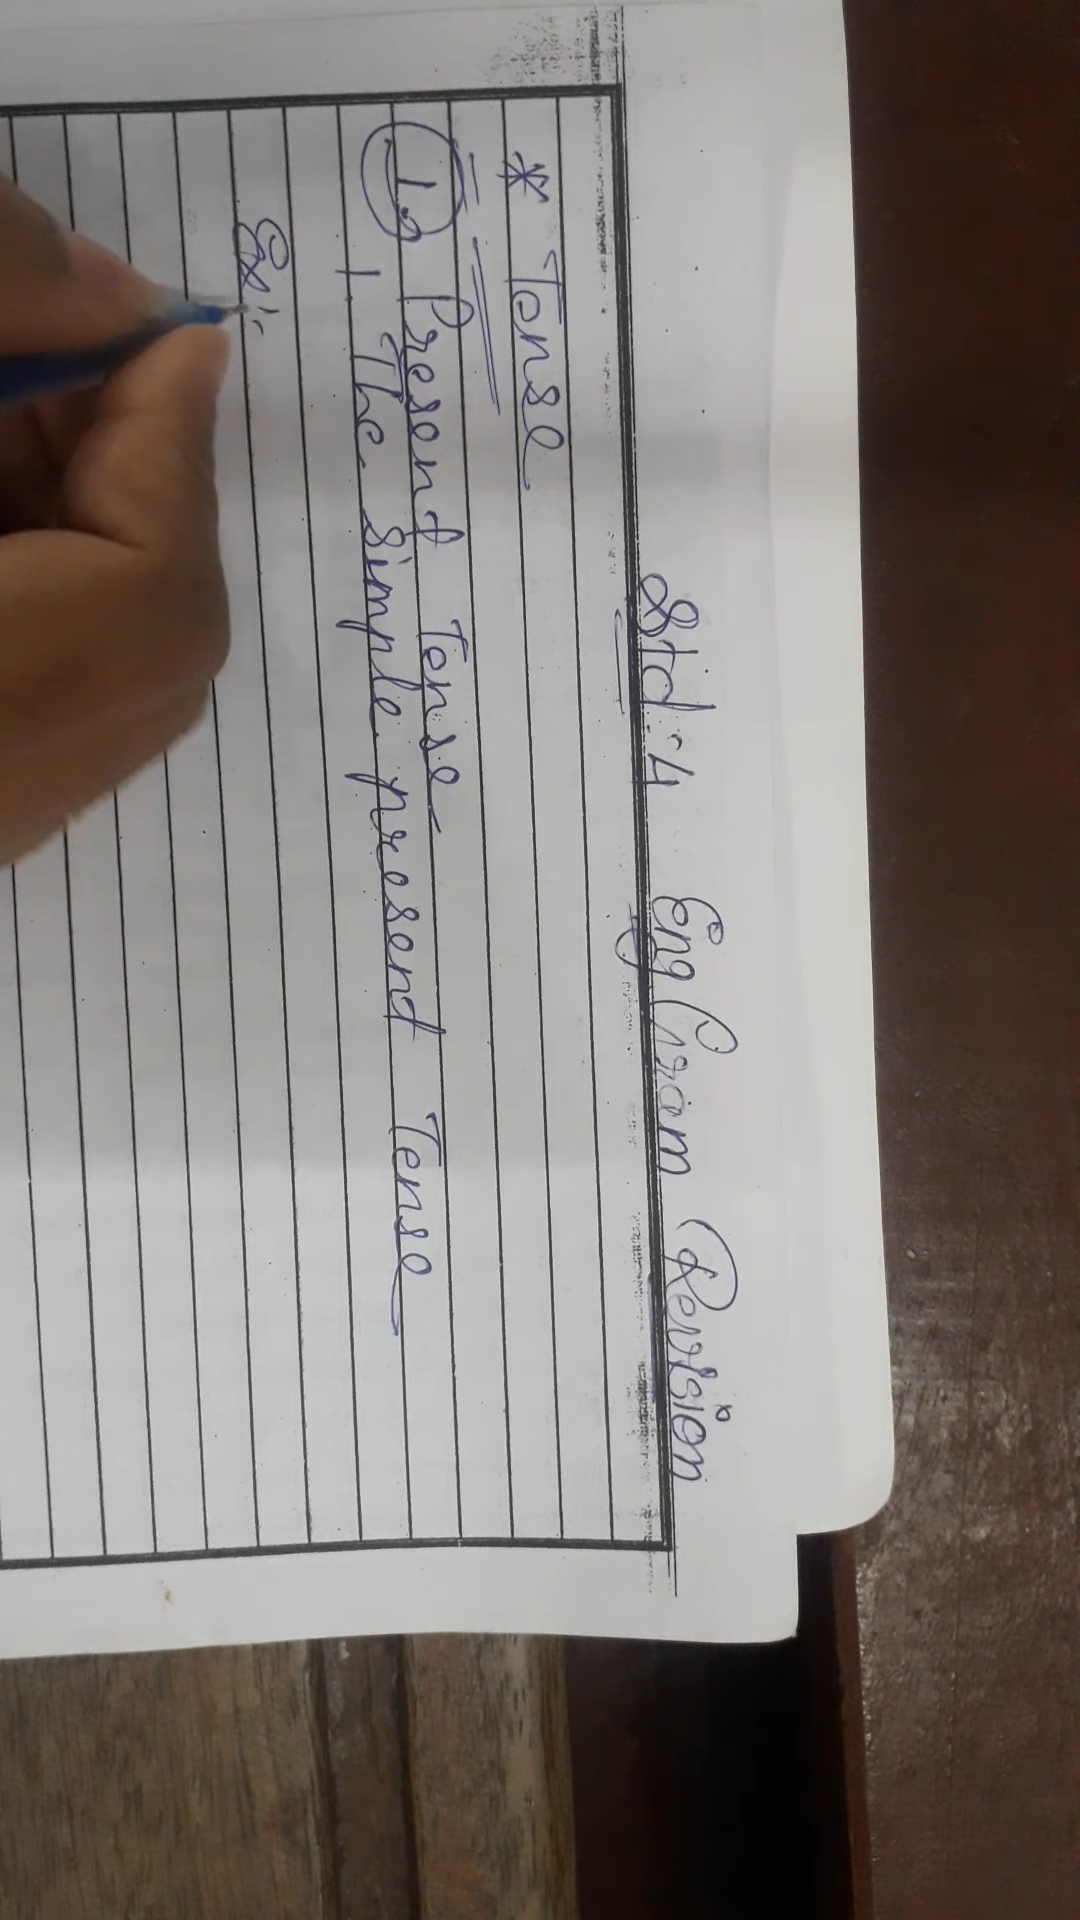 Std :- 4 Eng Gram Revision
* Tense
1. Present Tense
1. The simple present Tense
Ex :-